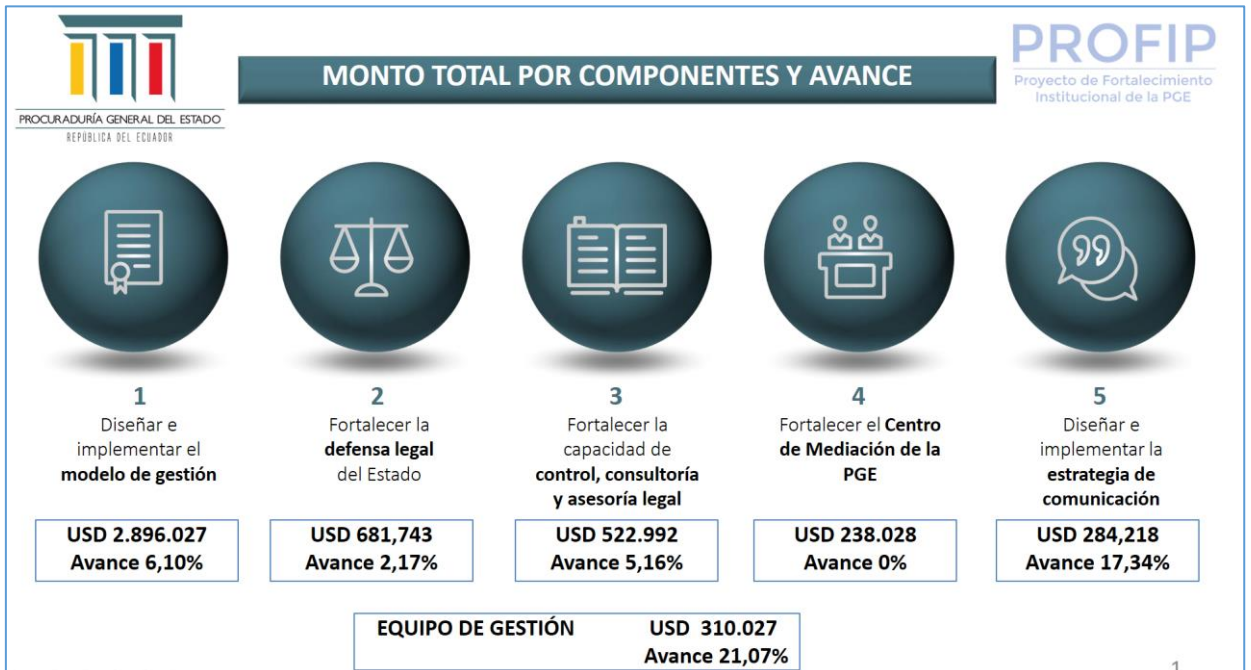 PROCURADURÍA GENERAL DEL ESTADO
REPÚBLICA DEL ECUADOR
MONTO TOTAL POR COMPONENTES Y AVANCE
PROFIP
Proyecto de Fortalecimiento
Institucional de la PGE
1
Diseñar e
implementar el
modelo de gestión
USD 2.896.027
Avance 6,10%
2
Fortalecer la
defensa legal
del Estado
USD 681,743
Avance 2,17%
3
Fortalecer la
capacidad de
control, consultoría
y asesoría legal
USD 522.992
Avance 5,16%
4
Fortalecer el Centro
de Mediación de la
PGE
USD 238.028
Avance 0%
5
Diseñar e
implementar la
estrategia de
comunicación
USD 284,218
Avance 17,34%
EQUIPO DE GESTIÓN USD 310.027
Avance 21,07%
1